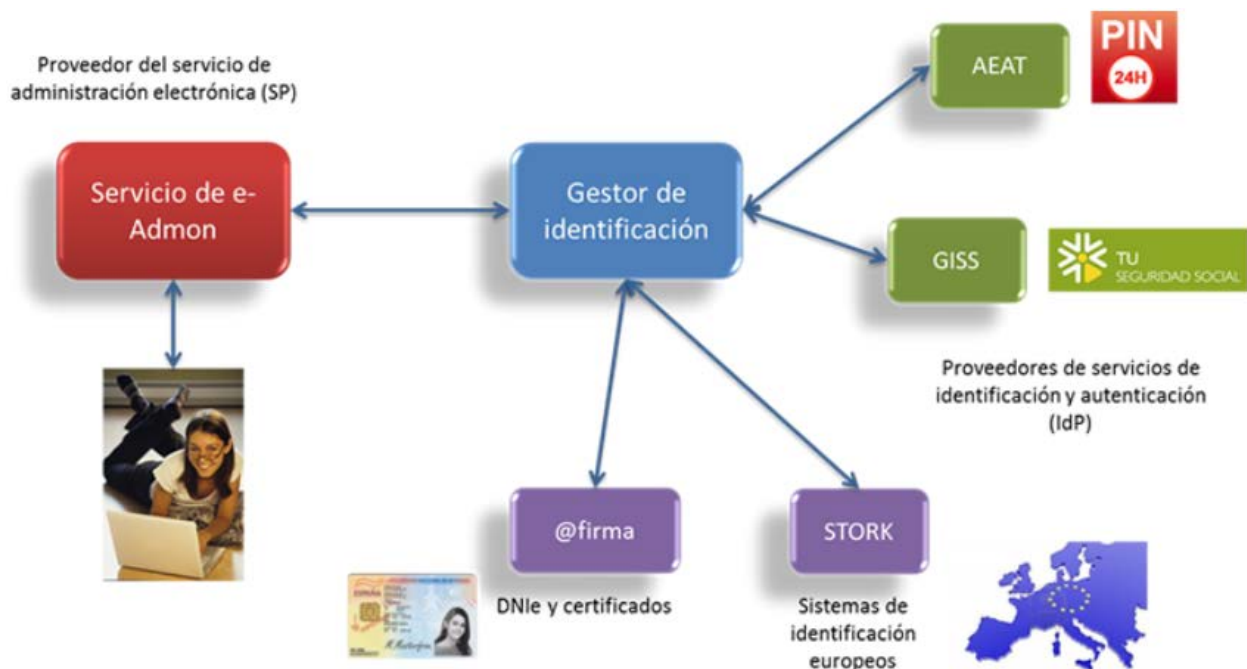 Proveedor del servicio de
administración electrónica (SP)
Servicio de e-
Admon
Gestor de
identificación
AEAT
PIN
24H
GISS
TU
SEGURIDAD SOCIAL
Proveedores de servicios de
identificación y autenticación
(IdP)
@firma
DNIe y certificados
STORK
Sistemas de
identificación
europeos
ESPAÑA